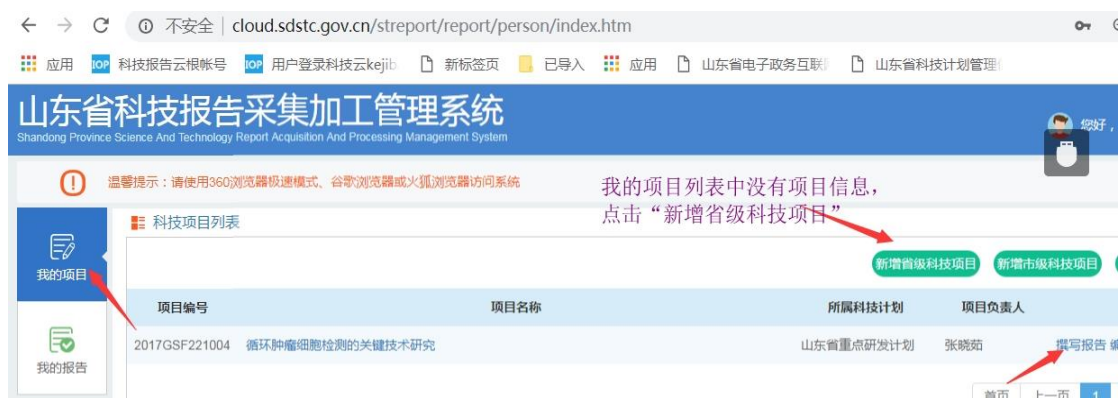 不安全 | cloud.sdstc.gov.cn/streport/report/person/index.htm
应用 IOP 科技报告云根帐号 IOP 用户登录科技云kejib 新标签页 已导入 应用 山东省电子政务互联 山东省科技计划管理
山东省科技报告采集加工管理系统
Shandong Province Science And Technology Report Acquisition And Processing Management System
您好，
温馨提示：请使用360浏览器极速模式、谷歌浏览器或火狐浏览器访问系统
我的项目列表中没有项目信息，
点击“新增省级科技项目”
科技项目列表
我的项目
新增省级科技项目 新增市级科技项目
项目编号 项目名称 所属科技计划 项目负责人
2017GSF221004 循环肿瘤细胞检测的关键技术研究 山东省重点研发计划 张晓茹 撰写报告 编
我的报告
首页 上一页 1